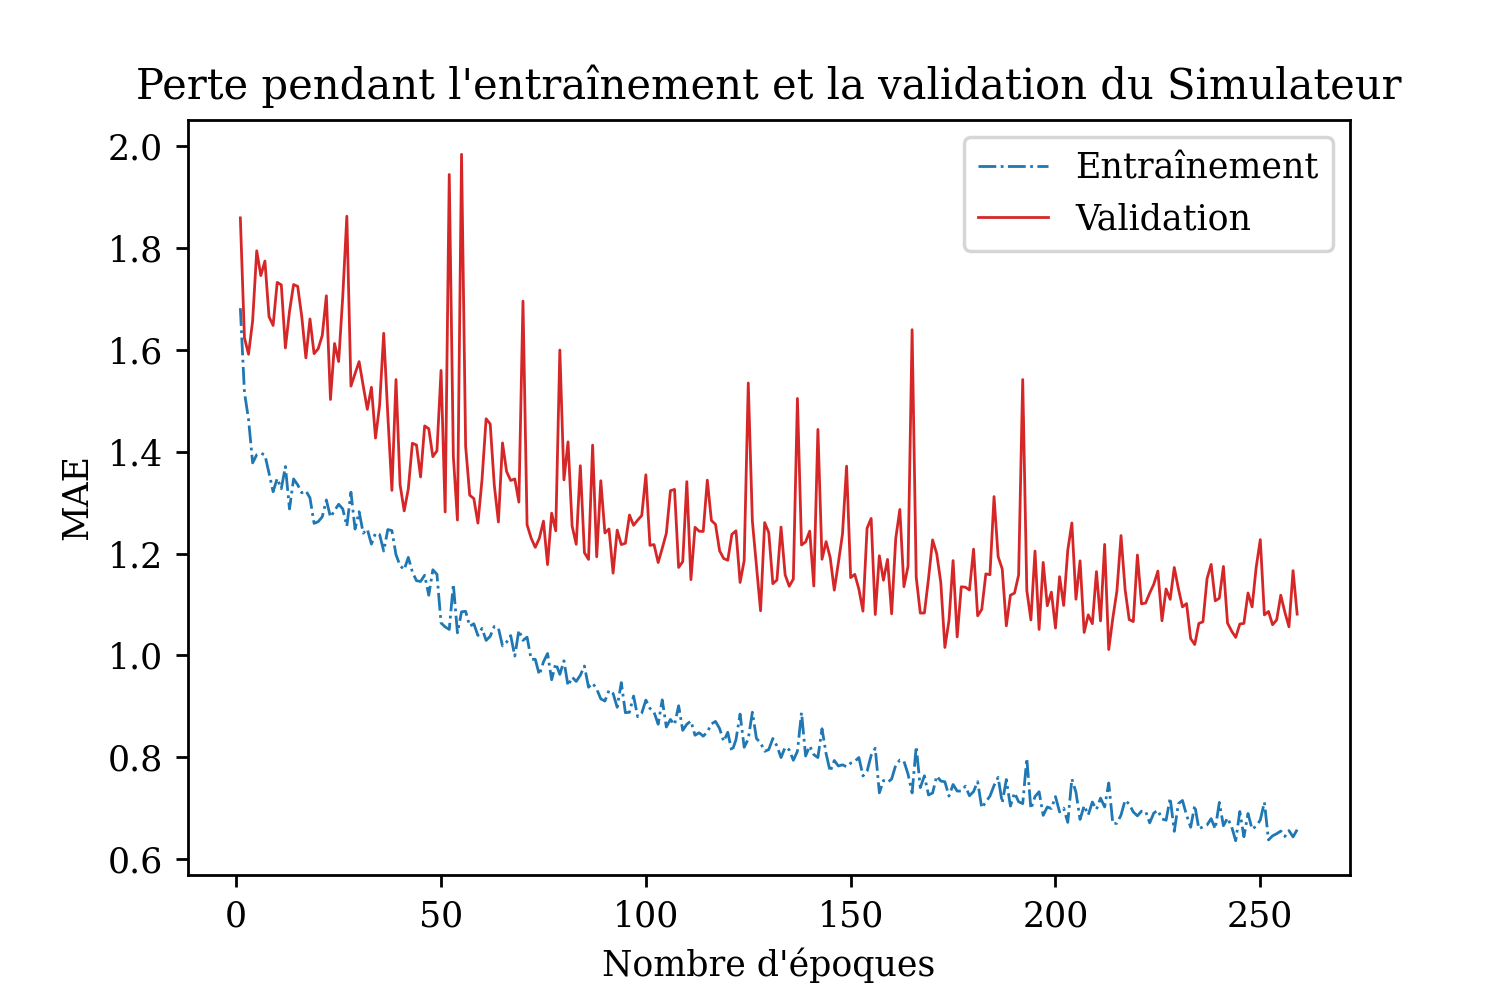 Perte pendant l'entraînement et la validation du Simulateur
2.0
1.8
1.6
1.4
1.2
1.0
0.8
0.6
MAE
Entraînement
Validation
0 50 100 150 200 250
Nombre d'époques